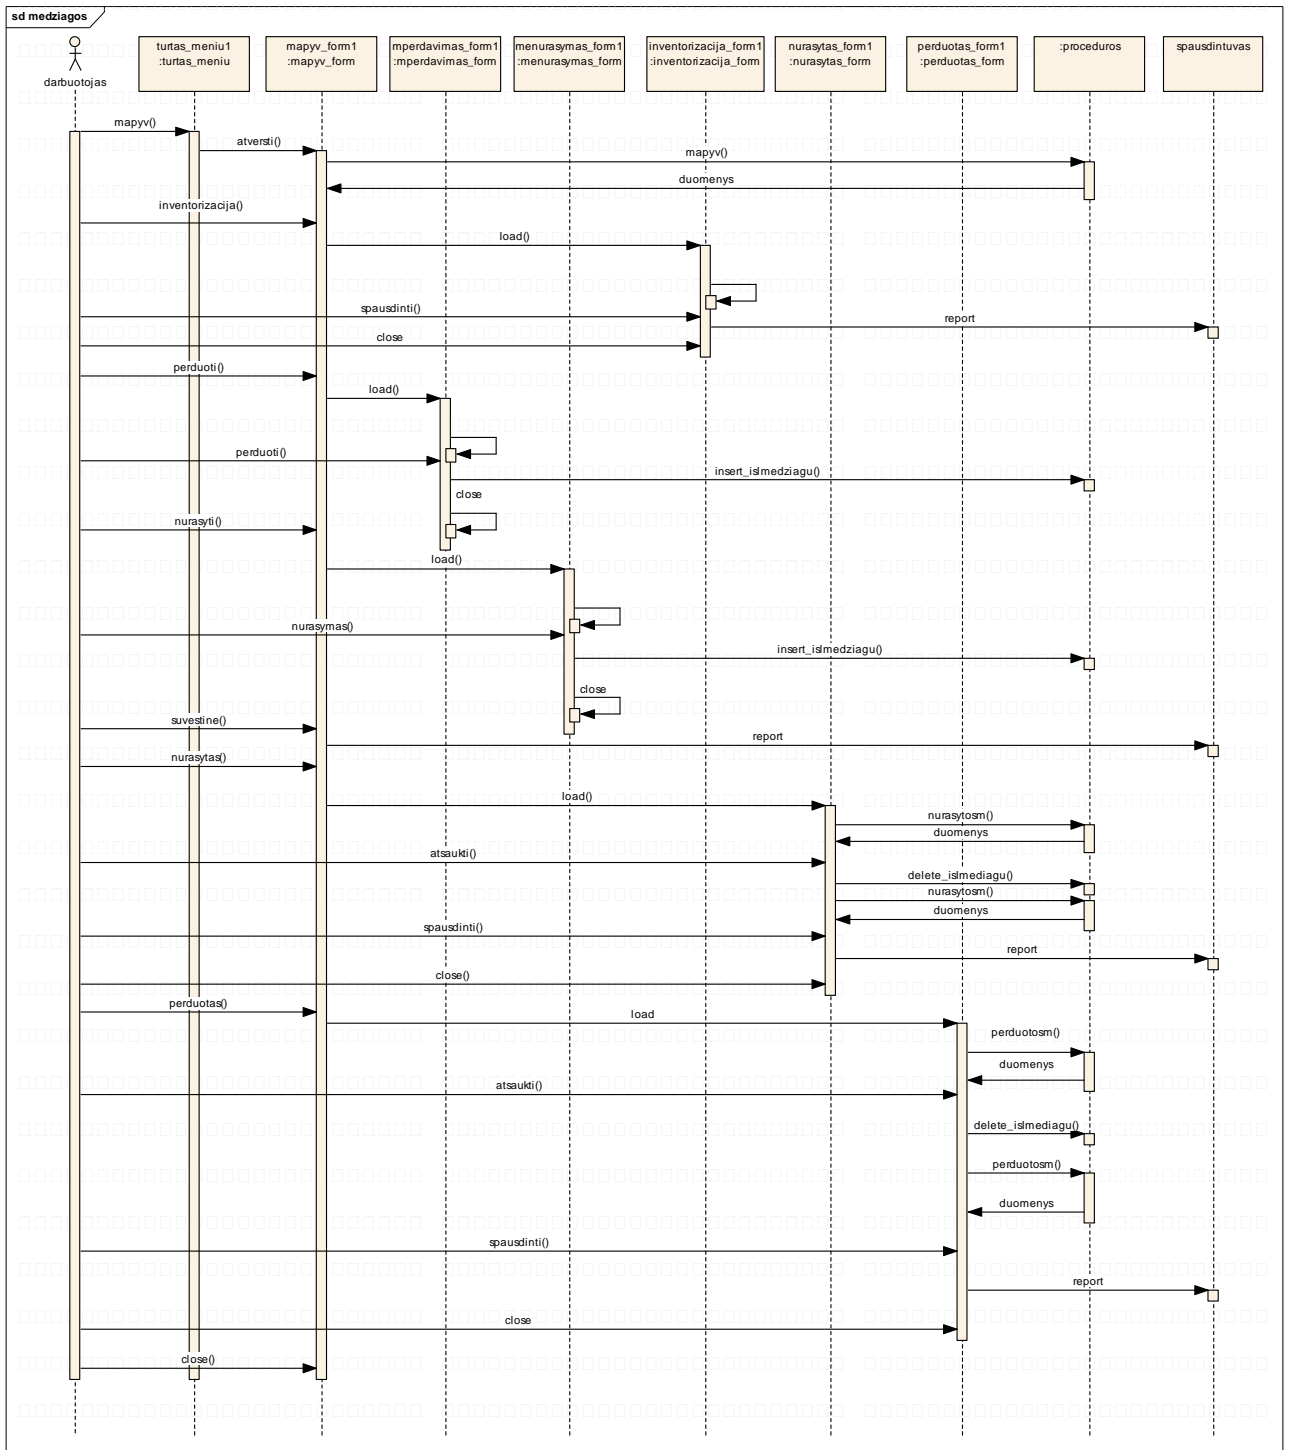 sd medziagos
darbuotojas
turtas_meniu1
:turtas_meniu
mapyv_form1
:mapyv_form
mperdavimas_form1
:mperdavimas_form
menurasymas_form1
:menurasymas_form
inventorizacija_form1
:inventorizacija_form
nurasytas_form1
:nurasytas_form
perduotas_form1
:perduotas_form
:proceduros
spausdintuvas
mapyv()
atversti()
mapyv()
duomenys
inventorizacija()
load()
spausdinti()
report
close
perduoti()
load()
perduoti()
insert_islmedziagu()
close
nurasyti()
load()
nurasymas()
insert_islmedziagu()
close
suvestine()
report
nurasytas()
load()
nurasytosm()
duomenys
atsaukti()
delete_islmediagu()
nurasytosm()
duomenys
spausdinti()
report
close()
perduotas()
load
perduotosm()
duomenys
atsaukti()
delete_islmediagu()
perduotosm()
duomenys
spausdinti()
report
close
close()